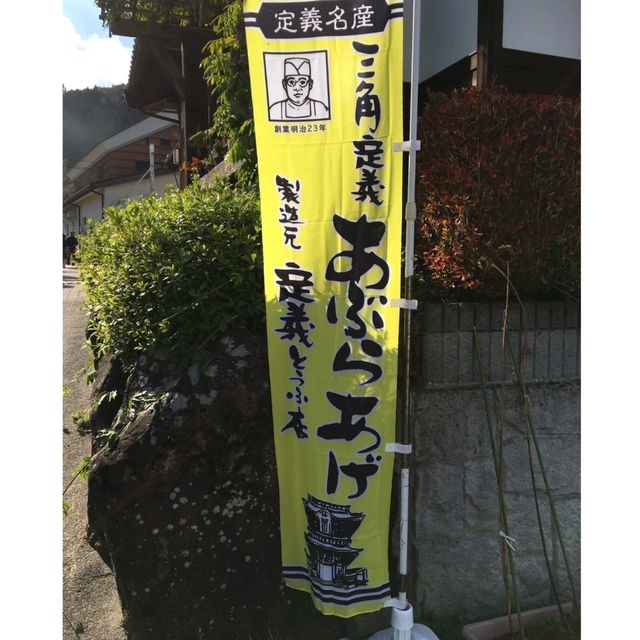 定義名産
創業明治23年
三角定義
あぶらあげ
製造元
定義とうふ店